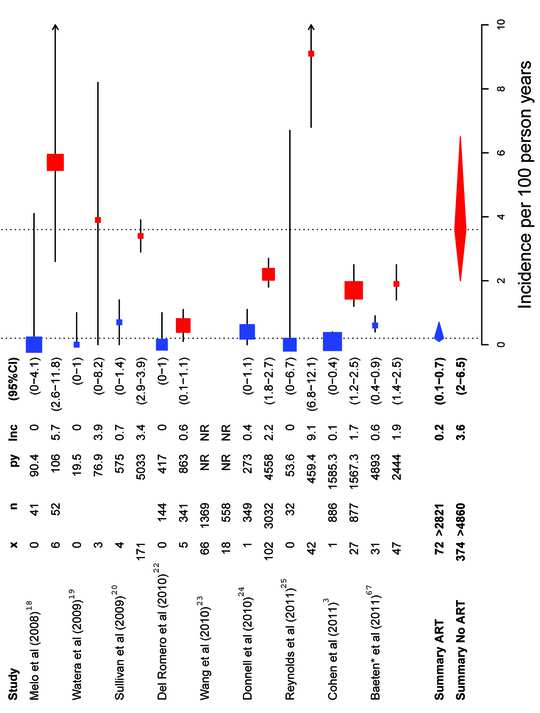 Study x n py Inc (95%CI)
Melo et al (2008)18 0 41 90.4 0 (0−4.1)
6 52 106 5.7 (2.6−11.8)
Watera et al (2009)19 0 19.5 0 (0−1)
3 76.9 3.9 (0−8.2)
Sullivan et al (2009)20 4 575 0.7 (0−1.4)
171 5033 3.4 (2.9−3.9)
Del Romero et al (2010)22 0 144 417 0 (0−1)
5 341 863 0.6 (0.1−1.1)
Wang et al (2010)23 66 1369 NR NR
18 558 NR NR
Donnell et al (2010)24 1 349 273 0.4 (0−1.1)
102 3032 4558 2.2 (1.8−2.7)
Reynolds et al (2011)25 0 32 53.6 0 (0−6.7)
42 459.4 9.1 (6.8−12.1)
Cohen et al (2011)3 1 886 1585.3 0.1 (0−0.4)
27 877 1567.3 1.7 (1.2−2.5)
Baeten* et al (2011)67 31 4893 0.6 (0.4−0.9)
47 2444 1.9 (1.4−2.5)
Summary ART 72 >2821 0.2 (0.1−0.7)
Summary No ART 374 >4860 3.6 (2−6.5)
0 2 4 6 8 10
Incidence per 100 person years